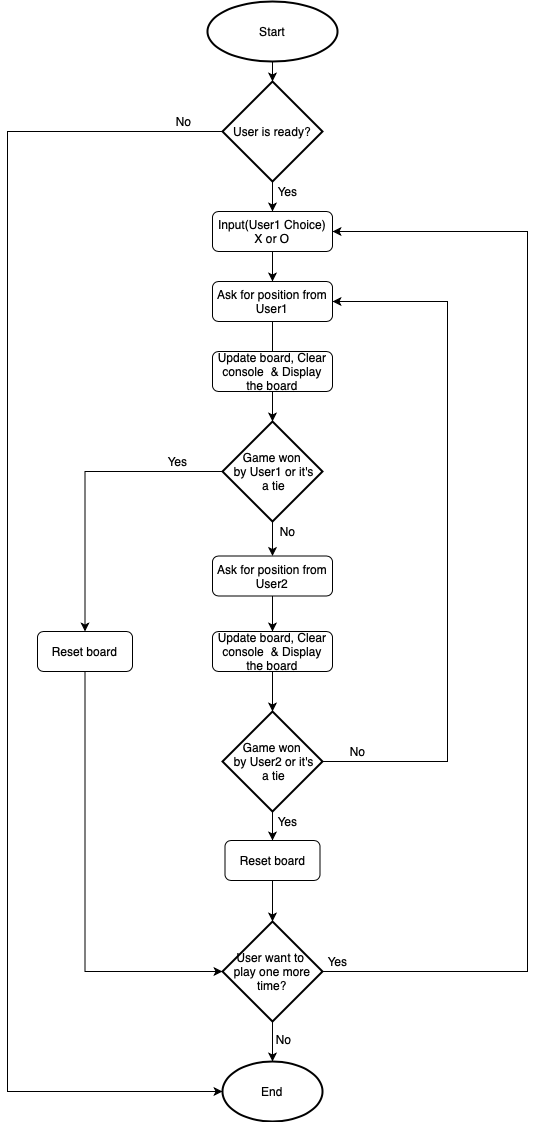 Start
No
User is ready?
Yes
Input(User1 Choice)
X or O
Ask for position from
User1
Update board, Clear
console & Display
the board
Yes
Game won
by User1 or it's
a tie
No
Ask for position from
User2
Update board, Clear
console & Display
the board
Reset board
Game won
by User2 or it's
a tie
No
Yes
Reset board
User want to
play one more
time?
Yes
No
End